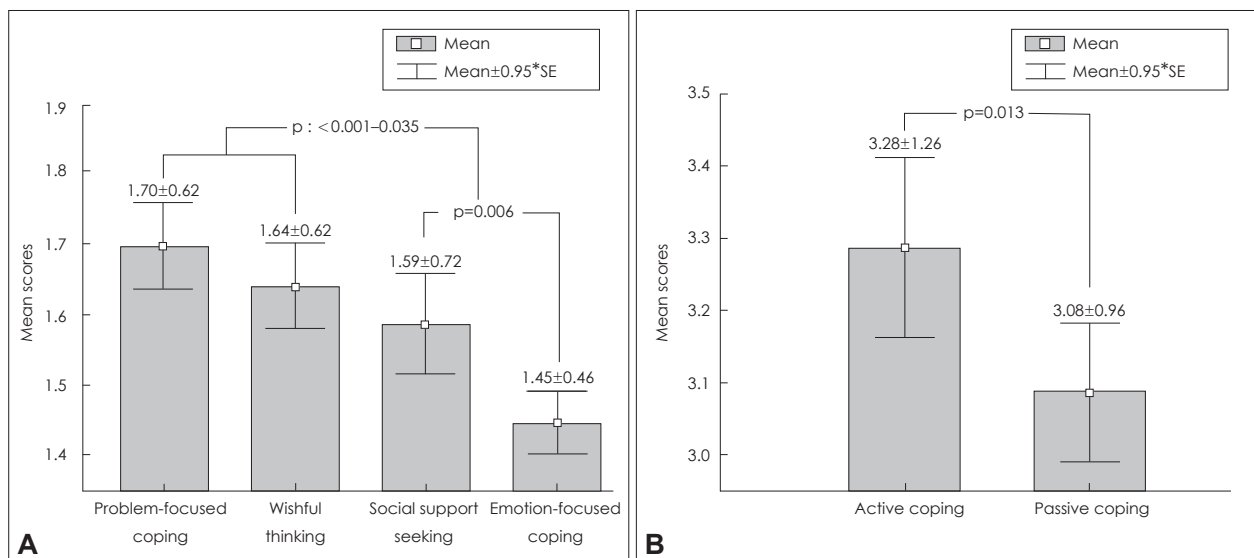 Mean
Mean±0.95*SE
1.9
1.8
1.7
1.6
1.5
1.4
Mean scores
p : <0.001–0.035
p=0.006
1.70±0.62
1.64±0.62
1.59±0.72
1.45±0.46
Problem-focused
coping
Wishful
thinking
Social support
seeking
Emotion-focused
coping
A
Mean
Mean±0.95*SE
3.5
3.4
3.3
3.2
3.1
3.0
Mean scores
p=0.013
3.28±1.26
3.08±0.96
Active coping
Passive coping
B